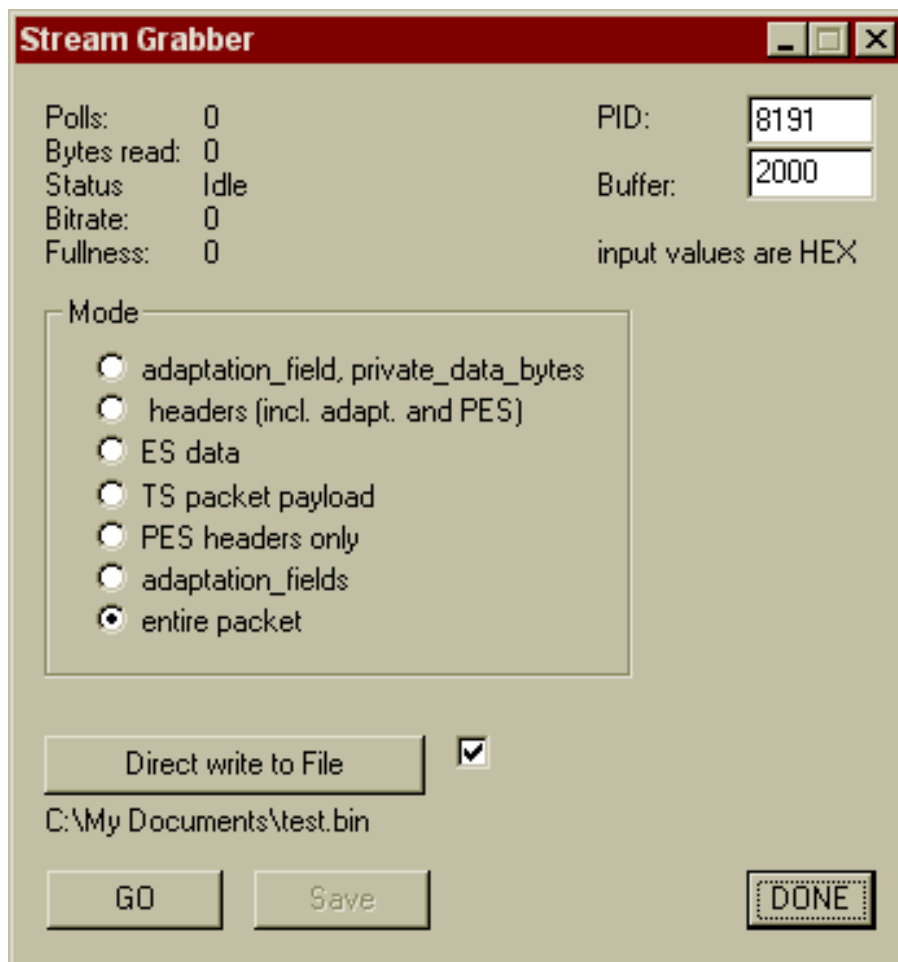 Stream Grabber
Polls: 0
Bytes read: 0
Status Idle
Bitrate: 0
Fullness: 0
PID: 8191
Buffer: 2000
input values are HEX
Mode
adaptation_field, private_data_bytes
headers (incl. adapt. and PES)
ES data
TS packet payload
PES headers only
adaptation_fields
entire packet
Direct write to File
C:\My Documents\test.bin
GO
Save
DONE